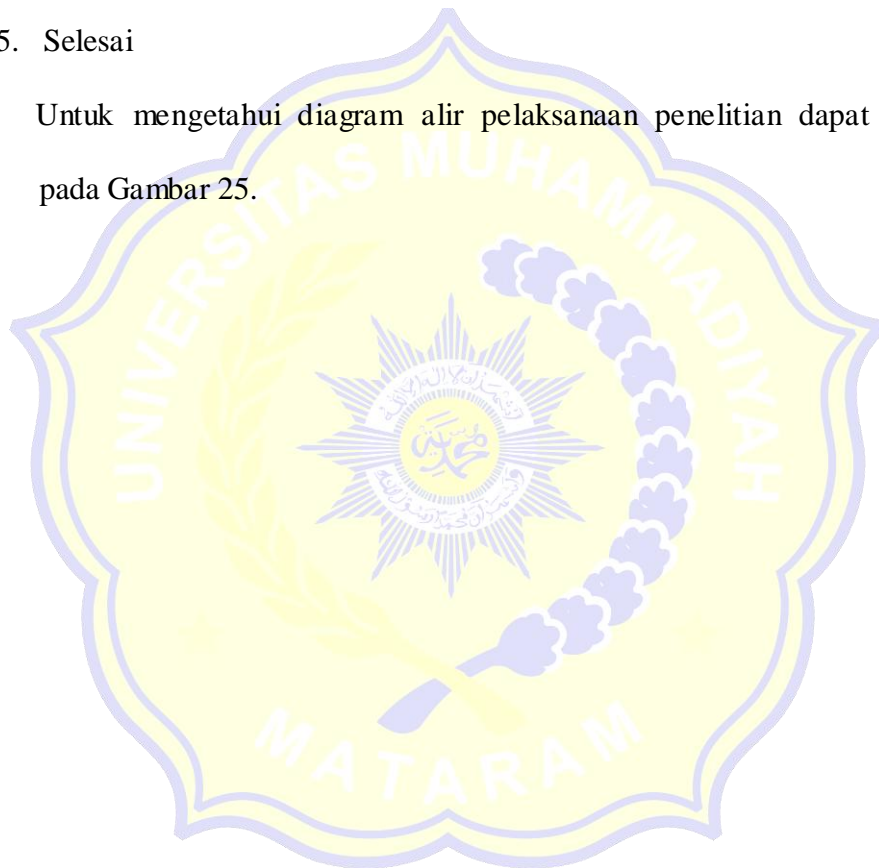 5. Selesai
Untuk mengetahui diagram alir pelaksanaan penelitian dapat
pada Gambar 25.
UNIVERSITAS MUHAMMADIYAH
MATARAM